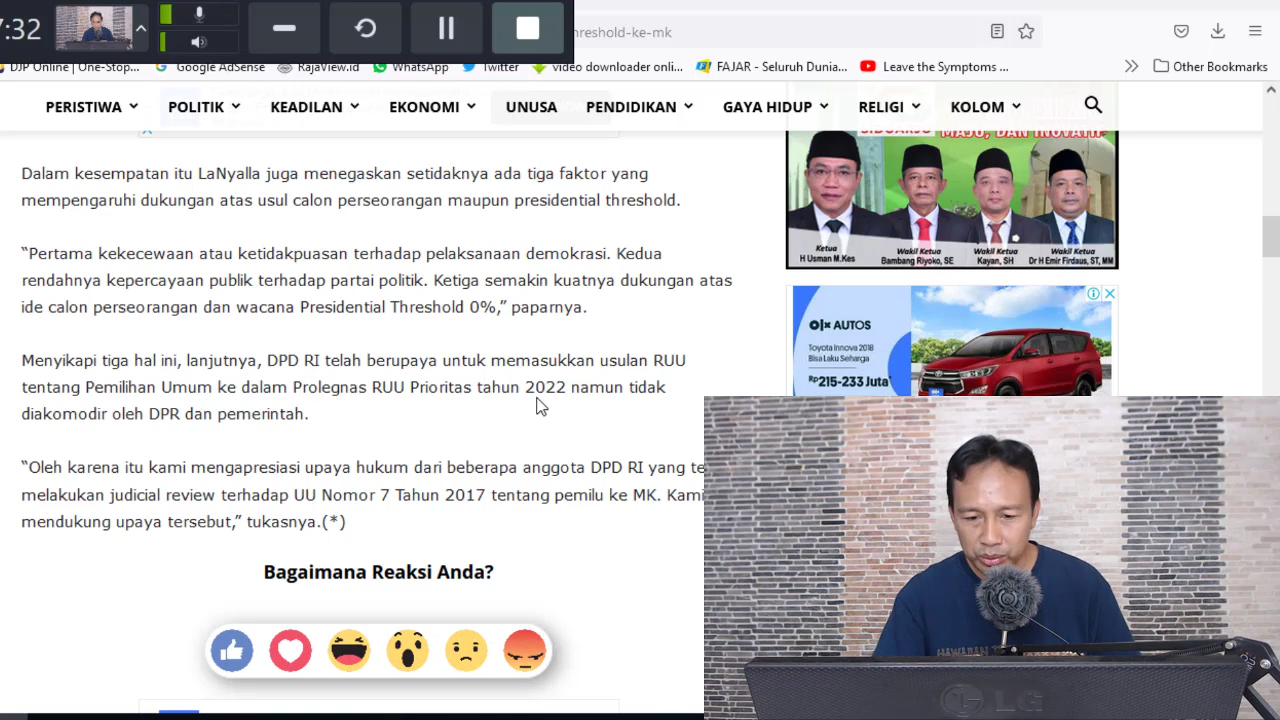 7:32
hreshold-ke-mk
DJP Online | One-Stop...
Google AdSense
RajaView.id
WhatsApp
Twitter
video downloader onli...
FAJAR - Seluruh Dunia...
Leave the Symptoms ...
Other Bookmarks
PERISTIWA
POLITIK
KEADILAN
EKONOMI
UNUSA
PENDIDIKAN
GAYA HIDUP
RELIGI
KOLOM
SIDOARJO MAJU, DAN INOVATIF
Dalam kesempatan itu LaNyalla juga menegaskan setidaknya ada tiga faktor yang
mempengaruhi dukungan atas usul calon perseorangan maupun presidential threshold.
“Pertama kekecewaan atau ketidakpuasan terhadap pelaksanaan demokrasi. Kedua
rendahnya kepercayaan publik terhadap partai politik. Ketiga semakin kuatnya dukungan atas
ide calon perseorangan dan wacana Presidential Threshold 0%,” paparnya.
Menyikapi tiga hal ini, lanjutnya, DPD RI telah berupaya untuk memasukkan usulan RUU
tentang Pemilihan Umum ke dalam Prolegnas RUU Prioritas tahun 2022 namun tidak
diakomodir oleh DPR dan pemerintah.
“Oleh karena itu kami mengapresiasi upaya hukum dari beberapa anggota DPD RI yang te
melakukan judicial review terhadap UU Nomor 7 Tahun 2017 tentang pemilu ke MK. Kami
mendukung upaya tersebut,” tukasnya.(*)
Bagaimana Reaksi Anda?
Ketua
H Usman M.Kes
Wakil Ketua
Bambang Riyoko, SE
Wakil Ketua
Kayan, SH
Wakil Ketua
Dr H Emir Firdaus, ST, MM
OLX AUTOS
Toyota Innova 2018
Bisa Laku Seharga
Rp215-233 Juta
LG